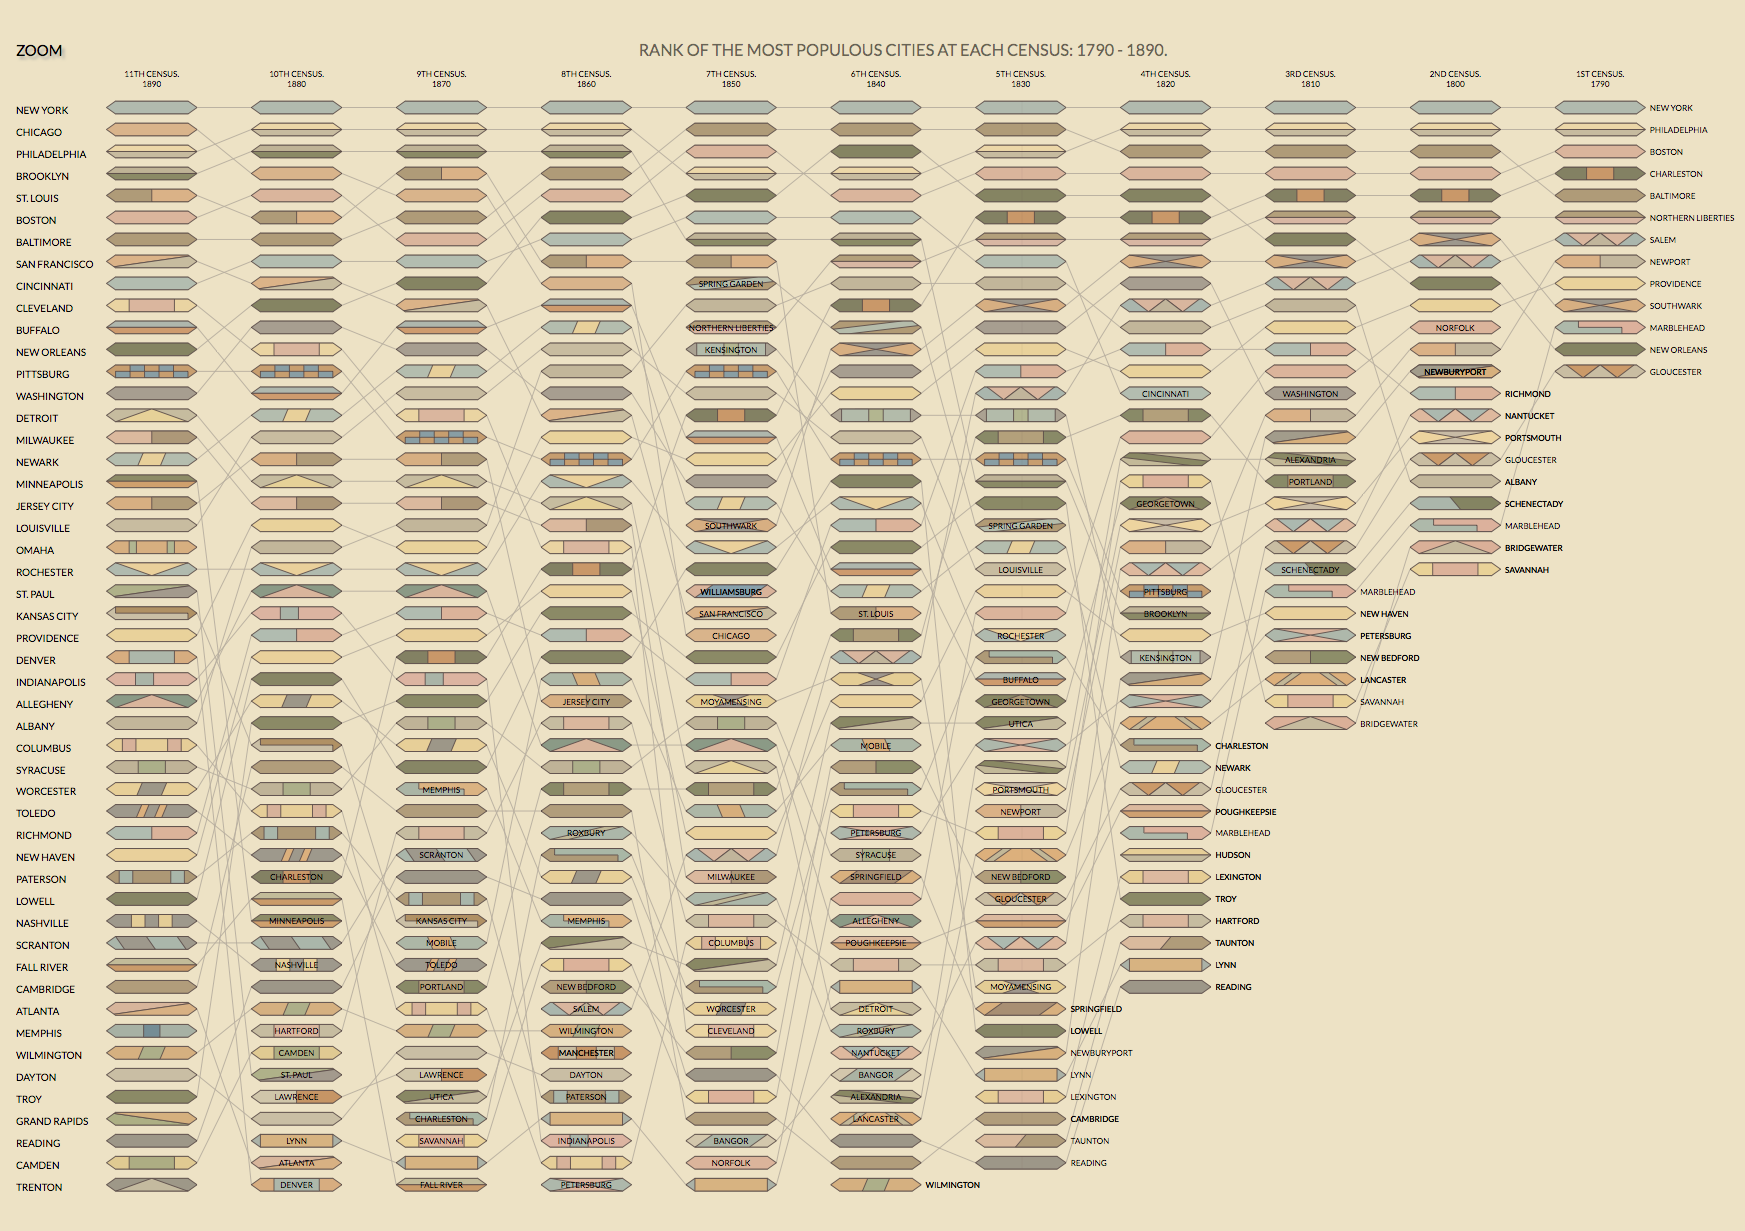 ZOOM
RANK OF THE MOST POPULOUS CITIES AT EACH CENSUS: 1790 - 1890.
11TH CENSUS. 10TH CENSUS. 9TH CENSUS. 8TH CENSUS. 7TH CENSUS. 6TH CENSUS. 5TH CENSUS. 4TH CENSUS. 3RD CENSUS. 2ND CENSUS. 1ST CENSUS.
1890 1880 1870 1860 1850 1840 1830 1820 1810 1800 1790
NEW YORK NEW YORK
CHICAGO PHILADELPHIA
PHILADELPHIA BOSTON
BROOKLYN CHARLESTON
ST. LOUIS BALTIMORE
BOSTON NORTHERN LIBERTIES
BALTIMORE SALEM
SAN FRANCISCO NEWPORT
CINCINNATI SPRING GARDEN PROVIDENCE
CLEVELAND SOUTHWARK
BUFFALO NORTHERN LIBERTIES NORFOLK MARBLEHEAD
NEW ORLEANS KENSINGTON NEW ORLEANS
PITTSBURG NEWBURYPORT GLOUCESTER
WASHINGTON CINCINNATI WASHINGTON RICHMOND
DETROIT NANTUCKET
MILWAUKEE PORTSMOUTH
NEWARK ALEXANDRIA GLOUCESTER
MINNEAPOLIS PORTLAND ALBANY
JERSEY CITY GEORGETOWN SCHENECTADY
LOUISVILLE SOUTHWARK SPRING GARDEN MARBLEHEAD
OMAHA BRIDGEWATER
ROCHESTER LOUISVILLE SCHENECTADY SAVANNAH
ST. PAUL WILLIAMSBURG PITTSBURG MARBLEHEAD
KANSAS CITY SAN FRANCISCO ST. LOUIS BROOKLYN NEW HAVEN
PROVIDENCE CHICAGO ROCHESTER PETERSBURG
DENVER KENSINGTON NEW BEDFORD
INDIANAPOLIS BUFFALO LANCASTER
ALLEGHENY JERSEY CITY MOYAMENSING GEORGETOWN SAVANNAH
ALBANY UTICA BRIDGEWATER
COLUMBUS MOBILE CHARLESTON
SYRACUSE NEWARK
WORCESTER MEMPHIS PORTSMOUTH GLOUCESTER
TOLEDO NEWPORT POUGHKEEPSIE
RICHMOND ROXBURY PETERSBURG MARBLEHEAD
NEW HAVEN SCRANTON SYRACUSE HUDSON
PATERSON CHARLESTON MILWAUKEE SPRINGFIELD NEW BEDFORD LEXINGTON
LOWELL GLOUCESTER TROY
NASHVILLE MINNEAPOLIS KANSAS CITY MEMPHIS ALLEGHENY HARTFORD
SCRANTON MOBILE COLUMBUS POUGHKEEPSIE TAUNTON
FALL RIVER NASHVILLE TOLEDO LYNN
CAMBRIDGE PORTLAND NEW BEDFORD MOYAMENSING READING
ATLANTA SALEM WORCESTER DETROIT SPRINGFIELD
MEMPHIS HARTFORD WILMINGTON CLEVELAND ROXBURY LOWELL
WILMINGTON CAMDEN MANCHESTER NANTUCKET NEWBURYPORT
DAYTON ST. PAUL LAWRENCE DAYTON BANGOR LYNN
TROY LAWRENCE UTICA PATERSON ALEXANDRIA LEXINGTON
GRAND RAPIDS CHARLESTON LANCASTER CAMBRIDGE
READING LYNN SAVANNAH INDIANAPOLIS BANGOR TAUNTON
CAMDEN ATLANTA NORFOLK READING
TRENTON DENVER FALL RIVER PETERSBURG WILMINGTON